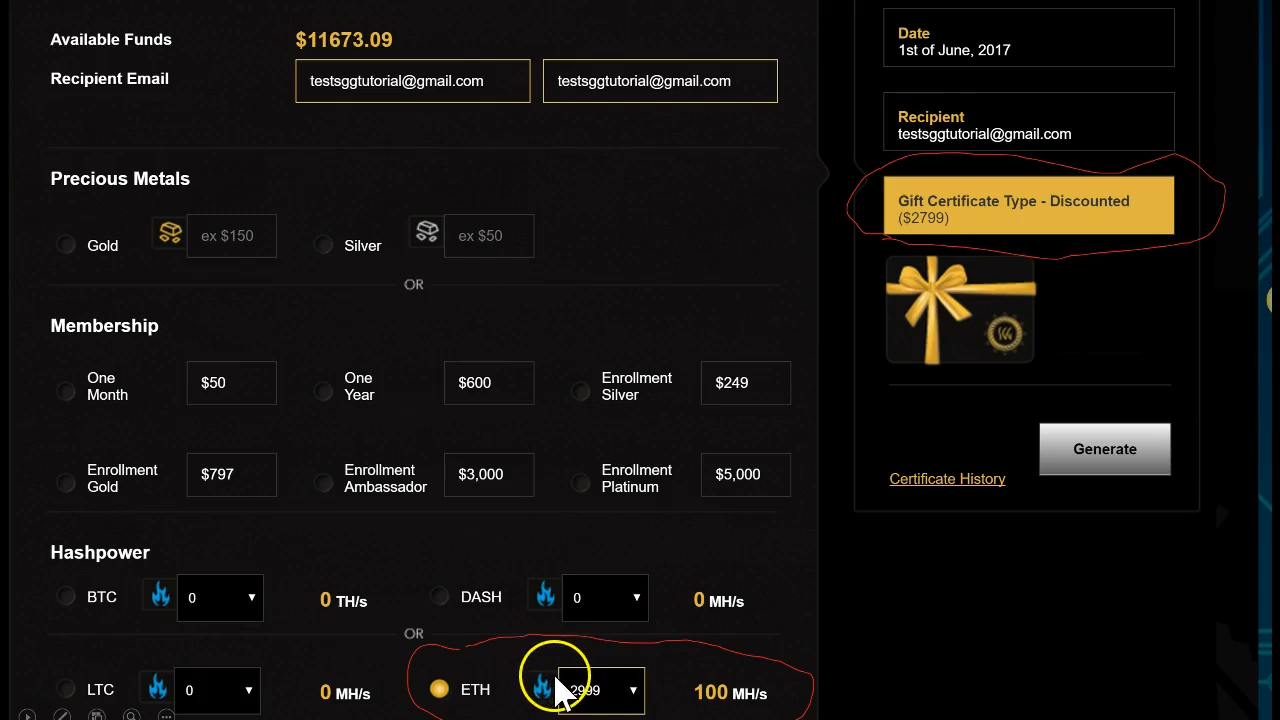 Available Funds $11673.09
Recipient Email testsggtutorial@gmail.com testsggtutorial@gmail.com
Precious Metals
Gold ex $150 Silver ex $50
OR
Membership
One Month $50 One Year $600 Enrollment Silver $249
Enrollment Gold $797 Enrollment Ambassador $3,000 Enrollment Platinum $5,000
Hashpower
BTC 0 0 TH/s DASH 0 0 MH/s
OR
LTC 0 0 MH/s ETH 2999 100 MH/s
Date
1st of June, 2017
Recipient
testsggtutorial@gmail.com
Gift Certificate Type - Discounted
($2799)
Generate
Certificate History